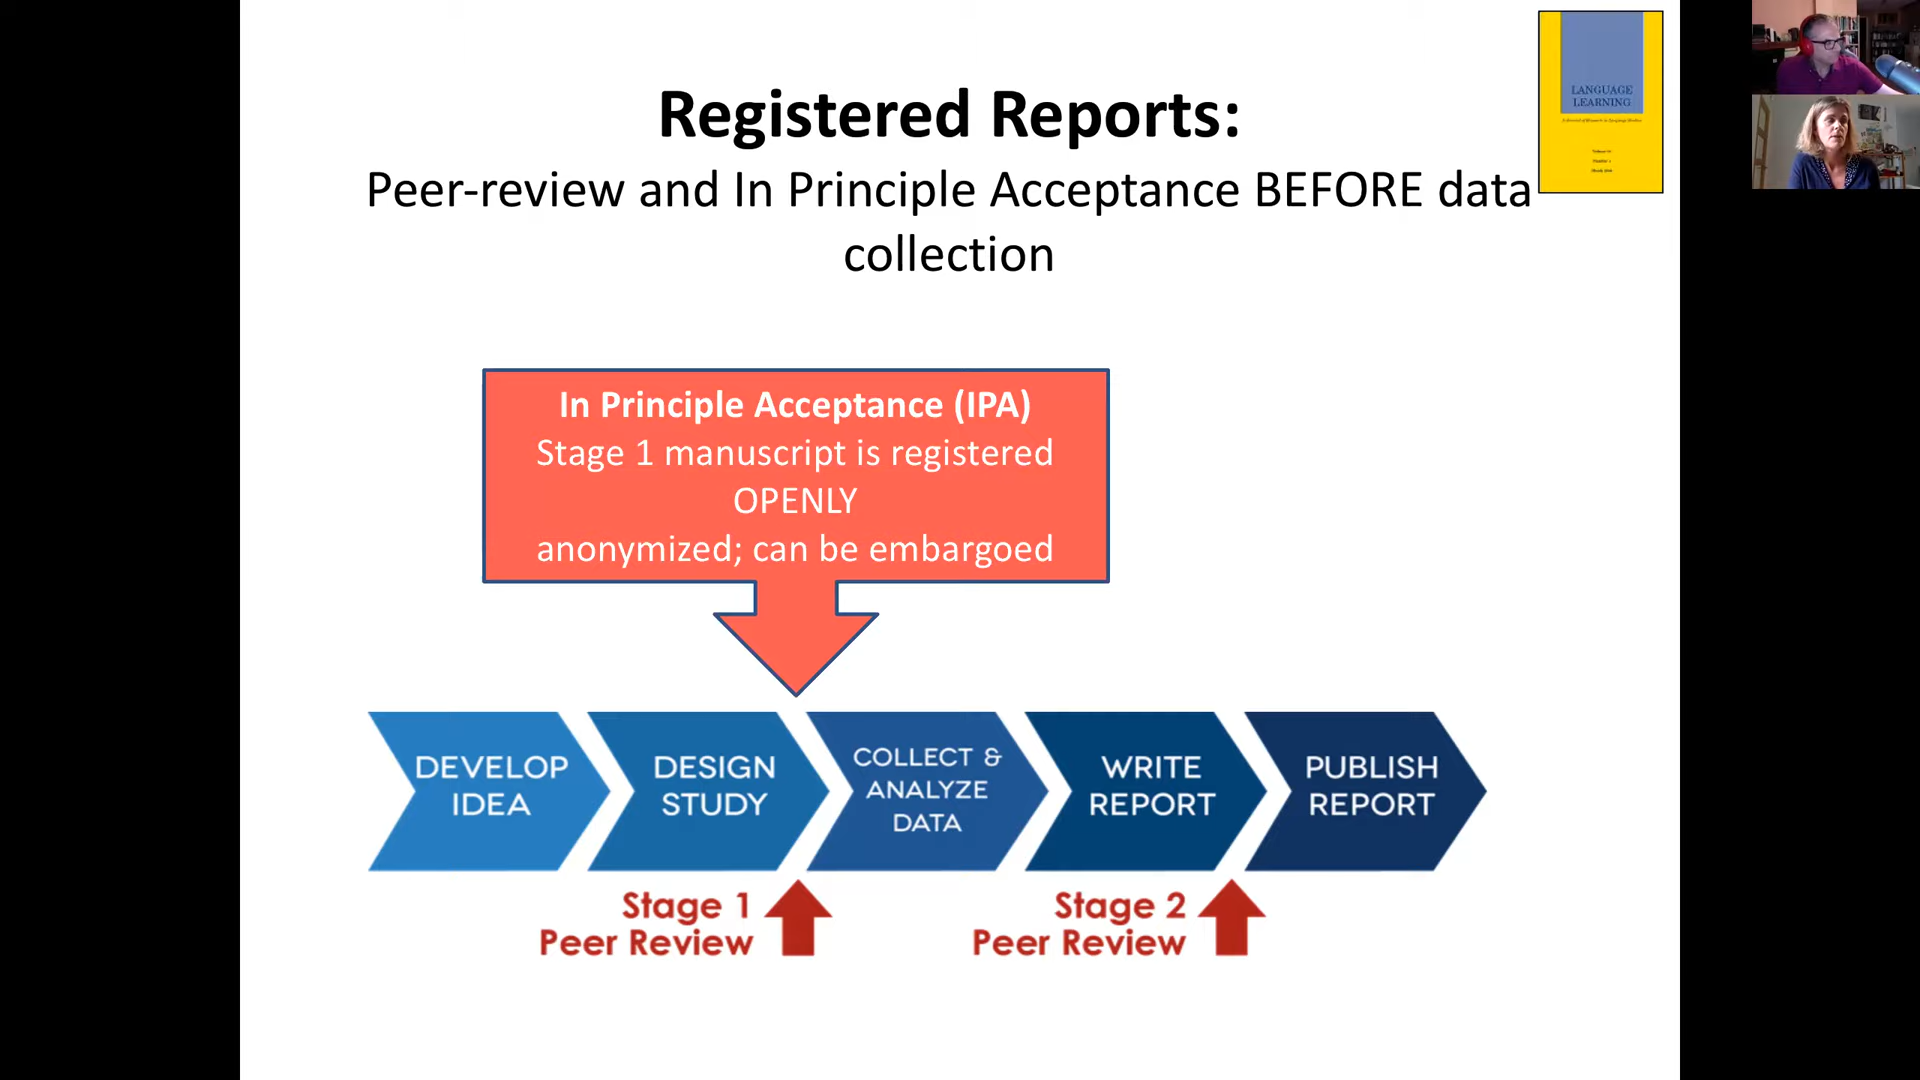 Registered Reports:
Peer-review and In Principle Acceptance BEFORE data
collection
LANGUAGE
LEARNING
In Principle Acceptance (IPA)
Stage 1 manuscript is registered
OPENLY
anonymized; can be embargoed
DEVELOP
IDEA
DESIGN
STUDY
COLLECT &
ANALYZE
DATA
WRITE
REPORT
PUBLISH
REPORT
Stage 1
Peer Review
Stage 2
Peer Review